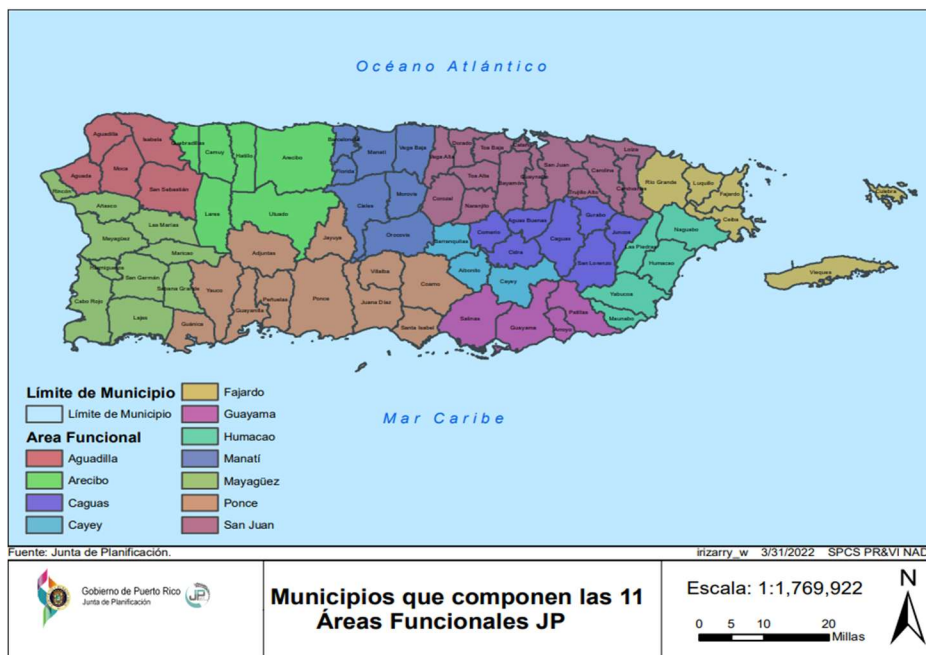 Océano Atlántico
Aguadilla
Isabela
Quebradillas
Camuy
Hatillo
Arecibo
Barceloneta
Manatí
Vega Baja
Vega Alta
Dorado
Toa Baja
Cataño
San Juan
Loíza
Aguada
Moca
San Sebastián
Florida
Toa Alta
Bayamón
Guaynabo
Carolina
Canóvanas
Trujillo Alto
Río Grande
Luquillo
Fajardo
Culebra
Rincón
Añasco
Lares
Utuado
Ciales
Morovis
Corozal
Naranjito
Ceiba
Las Marías
Mayagüez
Maricao
Adjuntas
Jayuya
Orocovis
Barranquitas
Comerío
Aguas Buenas
Gurabo
Caguas
Juncos
Las Piedras
Naguabo
Hormigueros
San Germán
Sabana Grande
Yauco
Peñuelas
Ponce
Villalba
Coamo
Aibonito
Cidra
Cayey
San Lorenzo
Humacao
Vieques
Cabo Rojo
Lajas
Guánica
Guayanilla
Juana Díaz
Santa Isabel
Salinas
Guayama
Arroyo
Patillas
Yabucoa
Maunabo
Mar Caribe
Límite de Municipio
Límite de Municipio
Area Funcional
Aguadilla
Arecibo
Caguas
Cayey
Fajardo
Guayama
Humacao
Manatí
Mayagüez
Ponce
San Juan
Fuente: Junta de Planificación.
irizarry_w 3/31/2022 SPCS PR&VI NAD
Gobierno de Puerto Rico
Junta de Planificación
JP
Municipios que componen las 11
Áreas Funcionales JP
Escala: 1:1,769,922
0 5 10 20
Millas
N